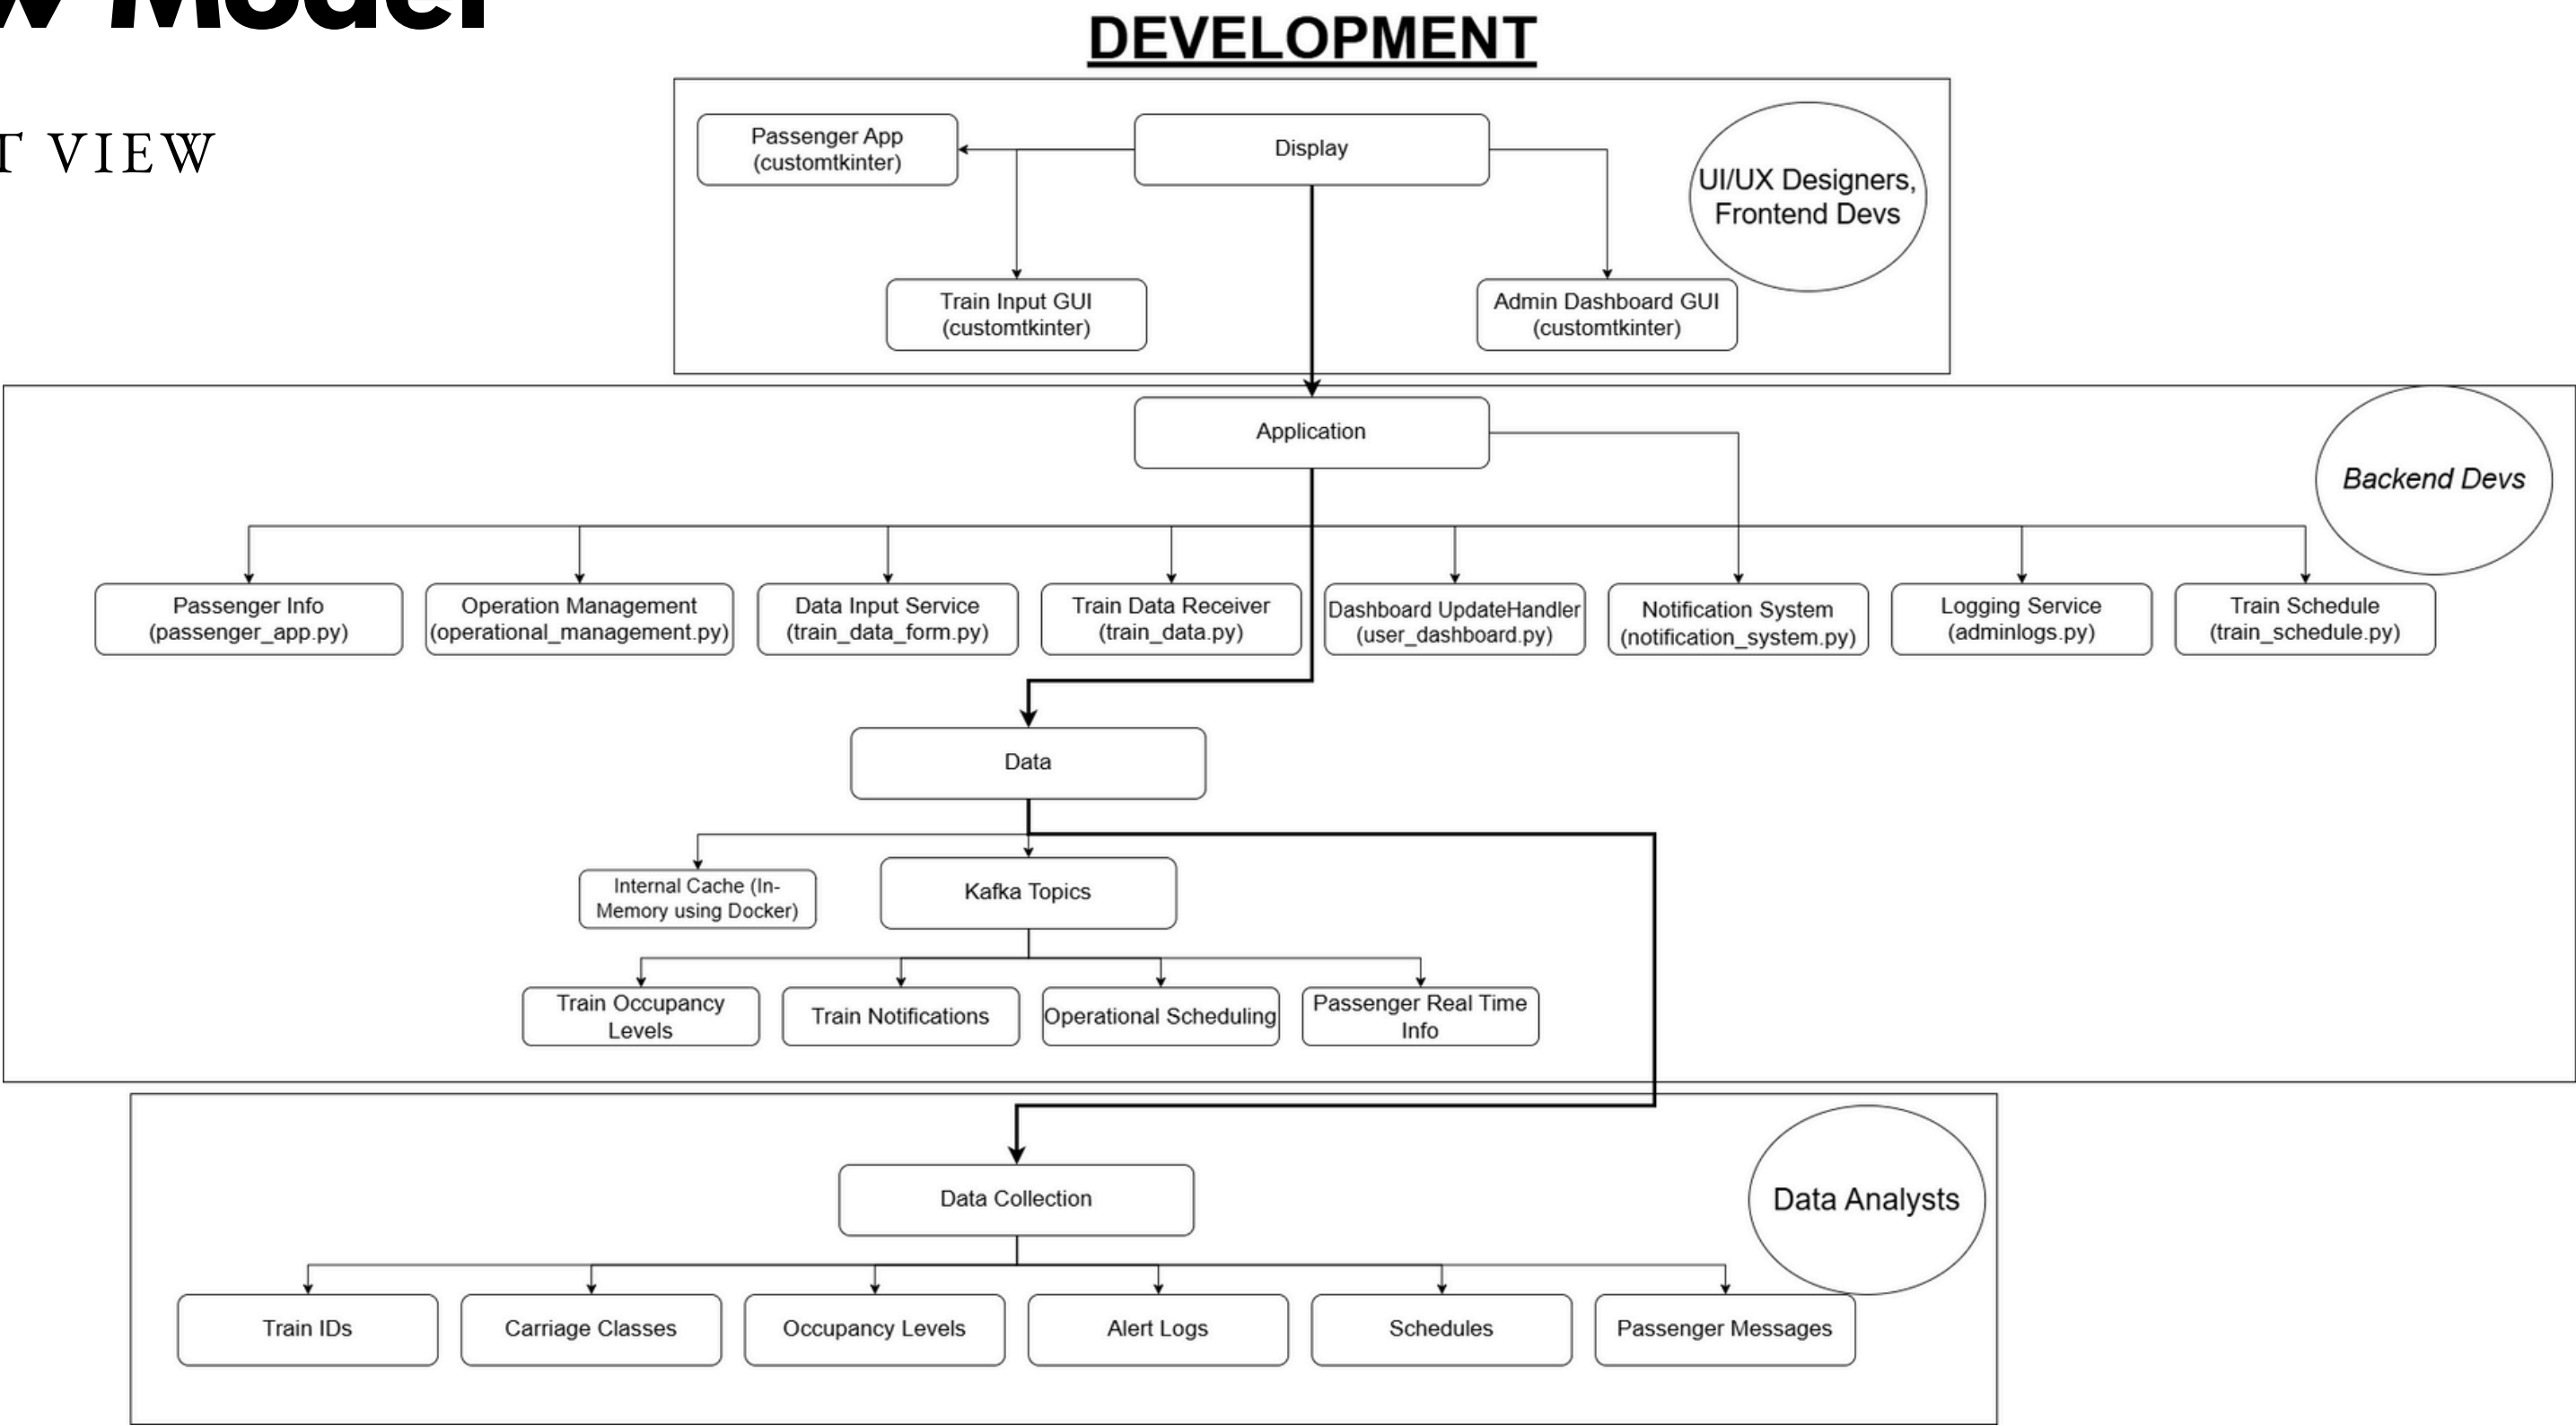 w Model
T VIEW
DEVELOPMENT
Passenger App
(customtkinter)
Display
UI/UX Designers,
Frontend Devs
Train Input GUI
(customtkinter)
Admin Dashboard GUI
(customtkinter)
Application
Backend Devs
Passenger Info
(passenger_app.py)
Operation Management
(operational_management.py)
Data Input Service
(train_data_form.py)
Train Data Receiver
(train_data.py)
Dashboard UpdateHandler
(user_dashboard.py)
Notification System
(notification_system.py)
Logging Service
(adminlogs.py)
Train Schedule
(train_schedule.py)
Data
Internal Cache (In-
Memory using Docker)
Kafka Topics
Train Occupancy
Levels
Train Notifications
Operational Scheduling
Passenger Real Time
Info
Data Collection
Data Analysts
Train IDs
Carriage Classes
Occupancy Levels
Alert Logs
Schedules
Passenger Messages